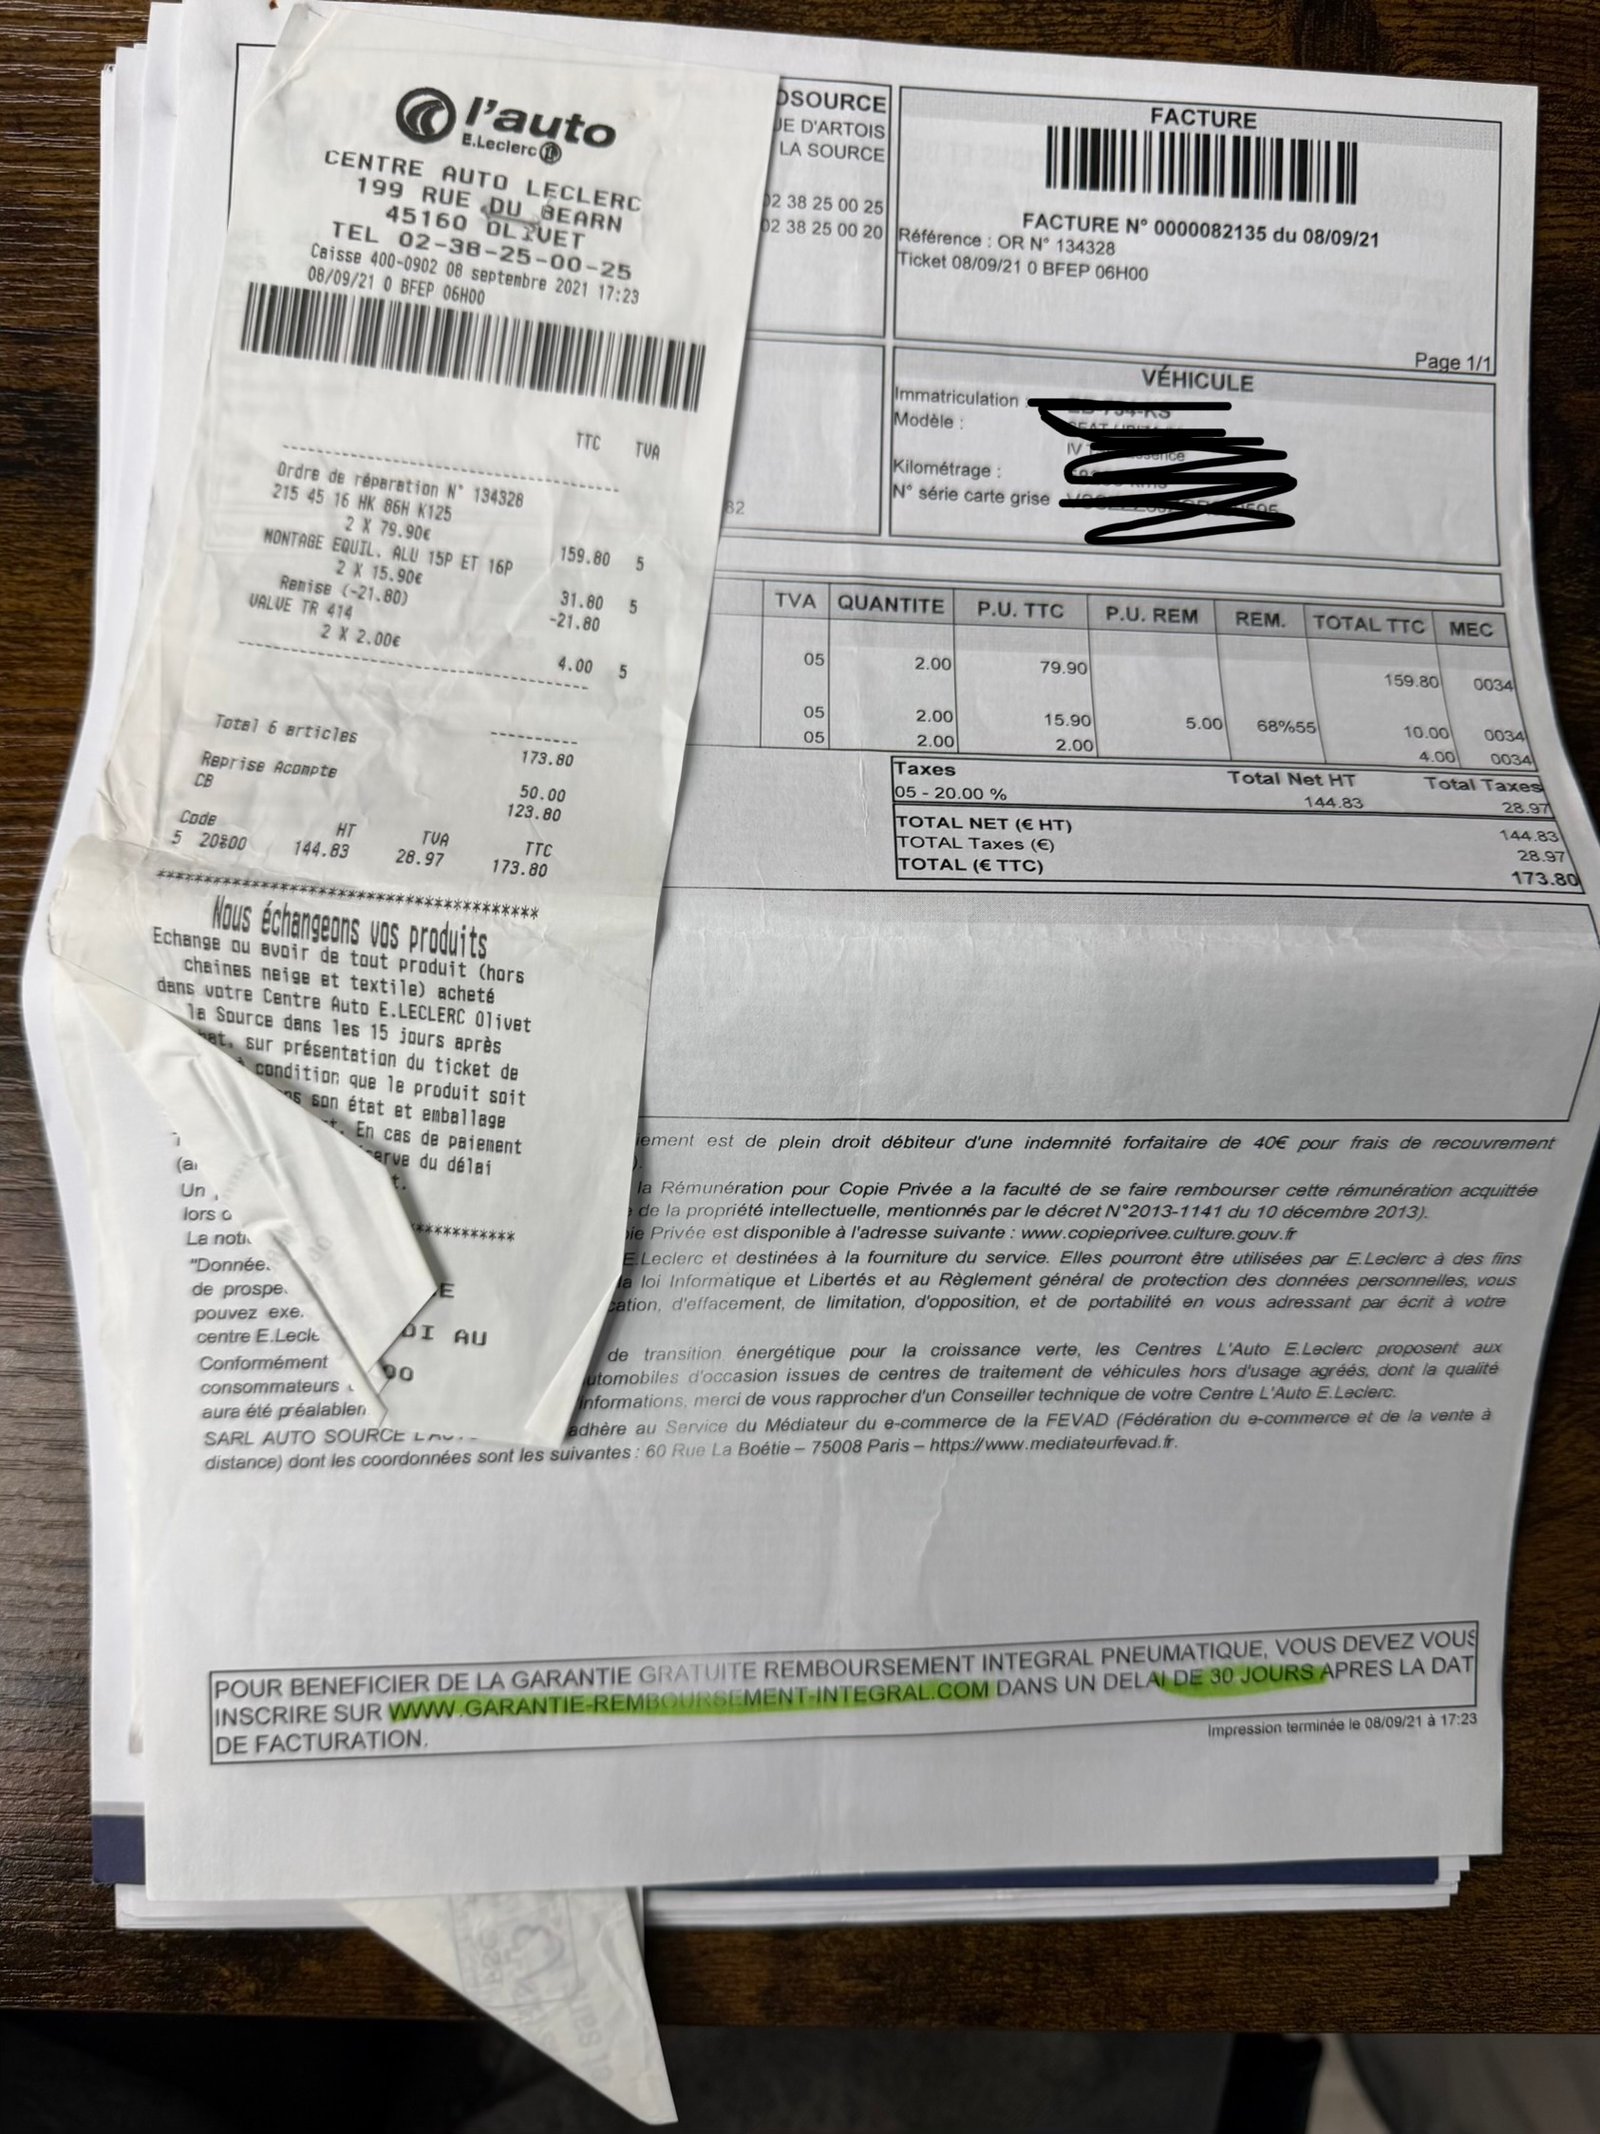 l'auto
E.Leclerc
CENTRE AUTO LECLERC
199 RUE DU BEARN
45160 OLIVET
TEL 02-38-25-00-25
Caisse 400-0902 08 septembre 2021 17:23
08/09/21 0 BFEP 06H00
TTC TVA
Ordre de réparation N° 134328
215 45 16 HK 86H K125
2 X 79.90€ 159.80 5
MONTAGE EQUIL. ALU 15P ET 16P
2 X 15.90€ 31.80 5
Remise (-21.80) -21.80
VALVE TR 414
2 X 2.00€ 4.00 5
Total 6 articles 173.80
Reprise Acompte 50.00
CB 123.80
Code HT TVA TTC
5 20%00 144.83 28.97 173.80
****************************************
Nous échangeons vos produits
Echange ou avoir de tout produit (hors
chaines neige et textile) acheté
dans votre Centre Auto E.LECLERC Olivet
la Source dans les 15 jours après
sur présentation du ticket de
condition que le produit soit
son état et emballage
En cas de paiement
du délai
DI AU
OSOURCE
D'ARTOIS
LA SOURCE
02 38 25 00 25
02 38 25 00 20
82
FACTURE
FACTURE N° 0000082135 du 08/09/21
Référence : OR N° 134328
Ticket 08/09/21 0 BFEP 06H00
Page 1/1
VÉHICULE
Immatriculation
Modèle :
IV
Kilométrage :
N° série carte grise
TVA QUANTITE P.U. TTC P.U. REM REM. TOTAL TTC MEC
05 2.00 79.90 159.80 0034
05 2.00 15.90 5.00 68%55 10.00 0034
05 2.00 2.00 4.00 0034
Taxes Total Net HT Total Taxes
05 - 20.00 % 144.83 28.97
TOTAL NET (€ HT) 144.83
TOTAL Taxes (€) 28.97
TOTAL (€ TTC) 173.80
est de plein droit débiteur d'une indemnité forfaitaire de 40€ pour frais de recouvrement
(
Un la Rémunération pour Copie Privée a la faculté de se faire rembourser cette rémunération acquittée
lors de la propriété intellectuelle, mentionnés par le décret N°2013-1141 du 10 décembre 2013).
La Privée est disponible à l'adresse suivante : www.copieprivee.culture.gouv.fr
E.Leclerc et destinées à la fourniture du service. Elles pourront être utilisées par E.Leclerc à des fins
de la loi Informatique et Libertés et au Règlement général de protection des données personnelles, vous
pouvez d'effacement, de limitation, d'opposition, et de portabilité en vous adressant par écrit à votre
centre
Conformément de transition énergétique pour la croissance verte, les Centres L'Auto E.Leclerc proposent aux
consommateurs d'occasion issues de centres de traitement de véhicules hors d'usage agréés, dont la qualité
aura été informations, merci de vous rapprocher d'un Conseiller technique de votre Centre L'Auto E.Leclerc.
SARL AUTO SOURCE adhère au Service du Médiateur du e-commerce de la FEVAD (Fédération du e-commerce et de la vente à
distance) dont les coordonnées sont les suivantes : 60 Rue La Boétie – 75008 Paris – https://www.mediateurfevad.fr.
POUR BENEFICIER DE LA GARANTIE GRATUITE REMBOURSEMENT INTEGRAL PNEUMATIQUE, VOUS DEVEZ VOUS
INSCRIRE SUR WWW.GARANTIE-REMBOURSEMENT-INTEGRAL.COM DANS UN DELAI DE 30 JOURS APRES LA DAT
DE FACTURATION.
Impression terminée le 08/09/21 à 17:23